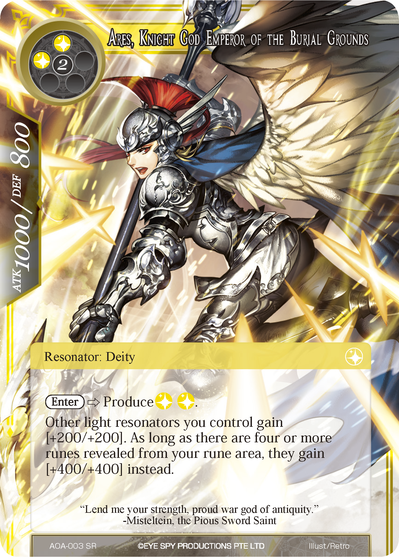 Ares, Knight God Emperor of the Burial Grounds
2
ATK 1000 / DEF 800
Resonator: Deity
Enter ⇨ Produce .
Other light resonators you control gain
[+200/+200]. As long as there are four or more
runes revealed from your rune area, they gain
[+400/+400] instead.
"Lend me your strength, proud war god of antiquity."
-Misteltein, the Pious Sword Saint
AOA-003 SR
©EYE SPY PRODUCTIONS PTE LTD
Illust/Retro